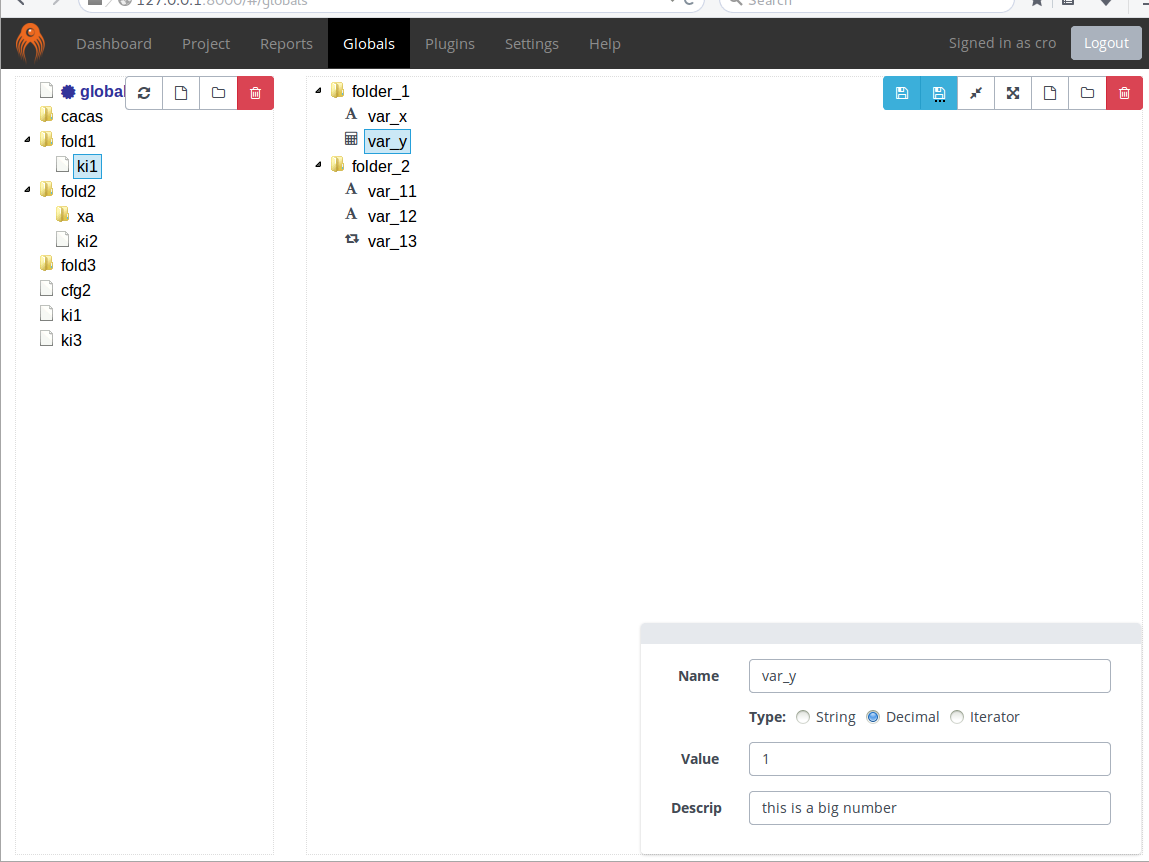 127.0.0.1:8000/#/globals
Search
Dashboard Project Reports Globals Plugins Settings Help Signed in as cro Logout
global
cacas
fold1
ki1
fold2
xa
ki2
fold3
cfg2
ki1
ki3
folder_1
var_x
var_y
folder_2
var_11
var_12
var_13
Name var_y
Type: String Decimal Iterator
Value 1
Descrip this is a big number